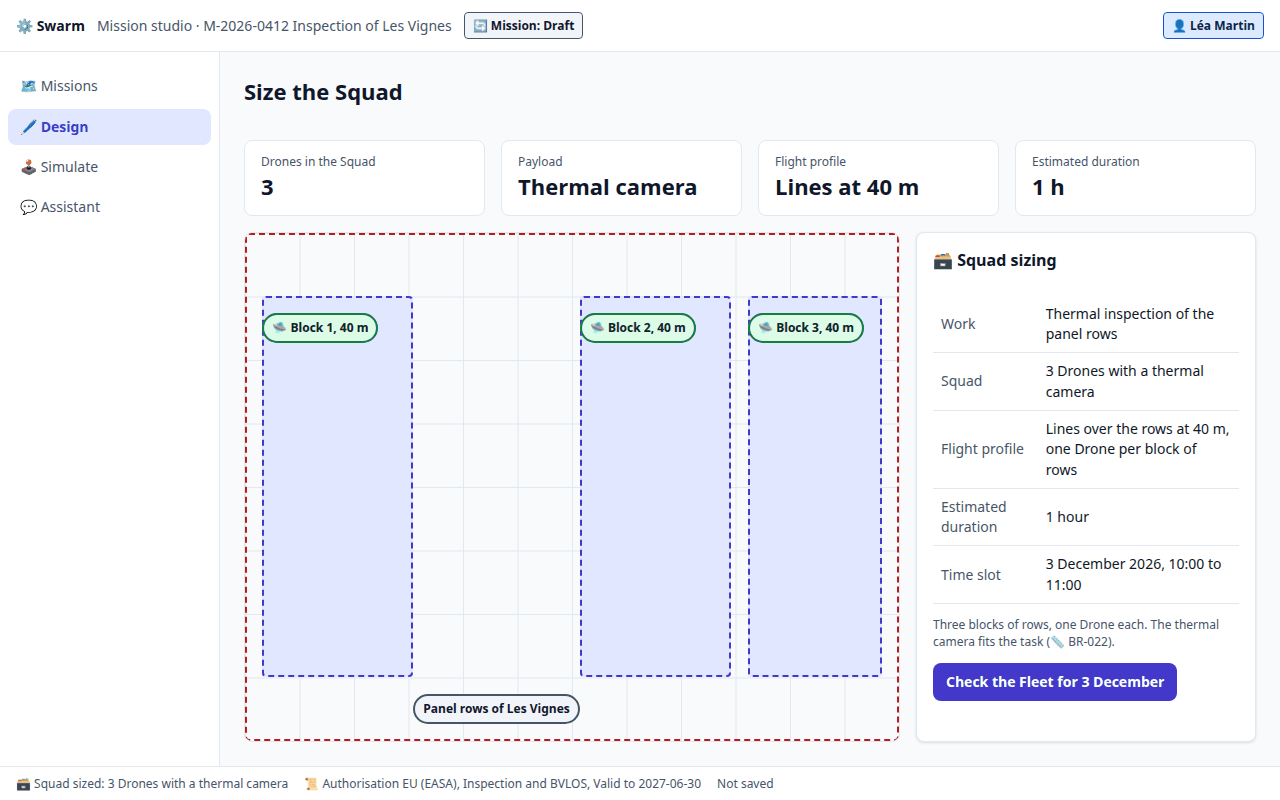 ⚙️ Swarm Mission studio · M-2026-0412 Inspection of Les Vignes 🔄 Mission: Draft 👤 Léa Martin
🗺️ Missions
🖊️ Design
🕹️ Simulate
💬 Assistant
Size the Squad
Drones in the Squad
3
Payload
Thermal camera
Flight profile
Lines at 40 m
Estimated duration
1 h
🛸 Block 1, 40 m
🛸 Block 2, 40 m
🛸 Block 3, 40 m
Panel rows of Les Vignes
🗃️ Squad sizing
Work
Thermal inspection of the
panel rows
Squad
3 Drones with a thermal
camera
Flight profile
Lines over the rows at 40 m,
one Drone per block of
rows
Estimated
duration
1 hour
Time slot
3 December 2026, 10:00 to
11:00
Three blocks of rows, one Drone each. The thermal
camera fits the task (📏 BR-022).
Check the Fleet for 3 December
🗃️ Squad sized: 3 Drones with a thermal camera 📜 Authorisation EU (EASA), Inspection and BVLOS, Valid to 2027-06-30 Not saved